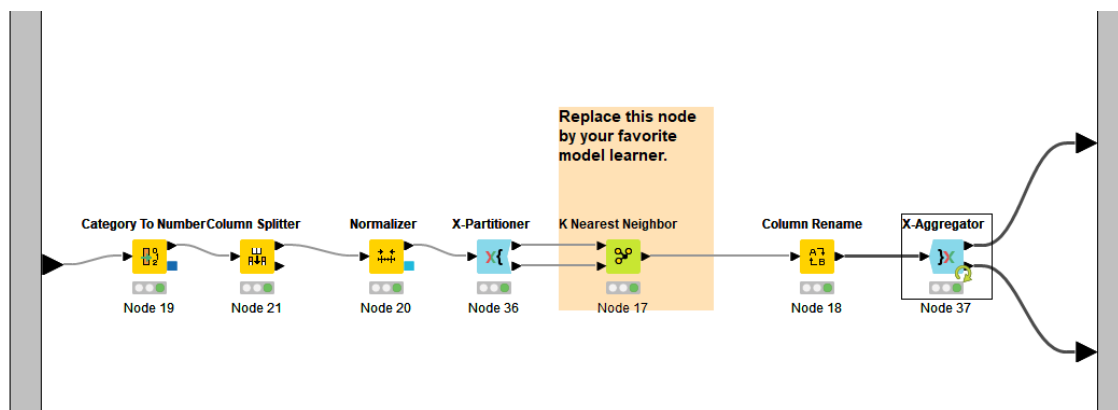 Replace this node
by your favorite
model learner.
Category To Number
Column Splitter
Normalizer
X-Partitioner
K Nearest Neighbor
Column Rename
X-Aggregator
Node 19
Node 21
Node 20
Node 36
Node 17
Node 18
Node 37